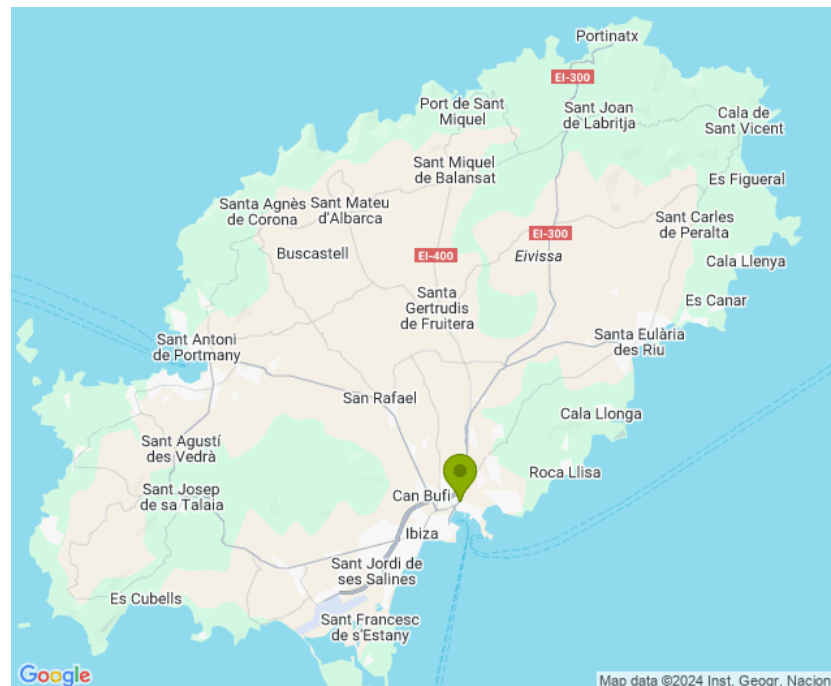 Portinatx
EI-300
Port de Sant
Miquel
Sant Joan
de Labritja
Cala de
Sant Vicent
Sant Miquel
de Balansat
Es Figueral
Santa Agnès
de Corona
Sant Mateu
d'Albarca
Sant Carles
de Peralta
EI-300
Buscastell
EI-400
Eivissa
Cala Llenya
Santa
Gertrudis
de Fruitera
Es Canar
Sant Antoni
de Portmany
Santa Eulària
des Riu
San Rafael
Cala Llonga
Sant Agustí
des Vedrà
Roca Llisa
Sant Josep
de sa Talaia
Can Bufí
Ibiza
Sant Jordi de
ses Salines
Es Cubells
Sant Francesc
de s'Estany
Google
Map data ©2024 Inst. Geogr. Nacion